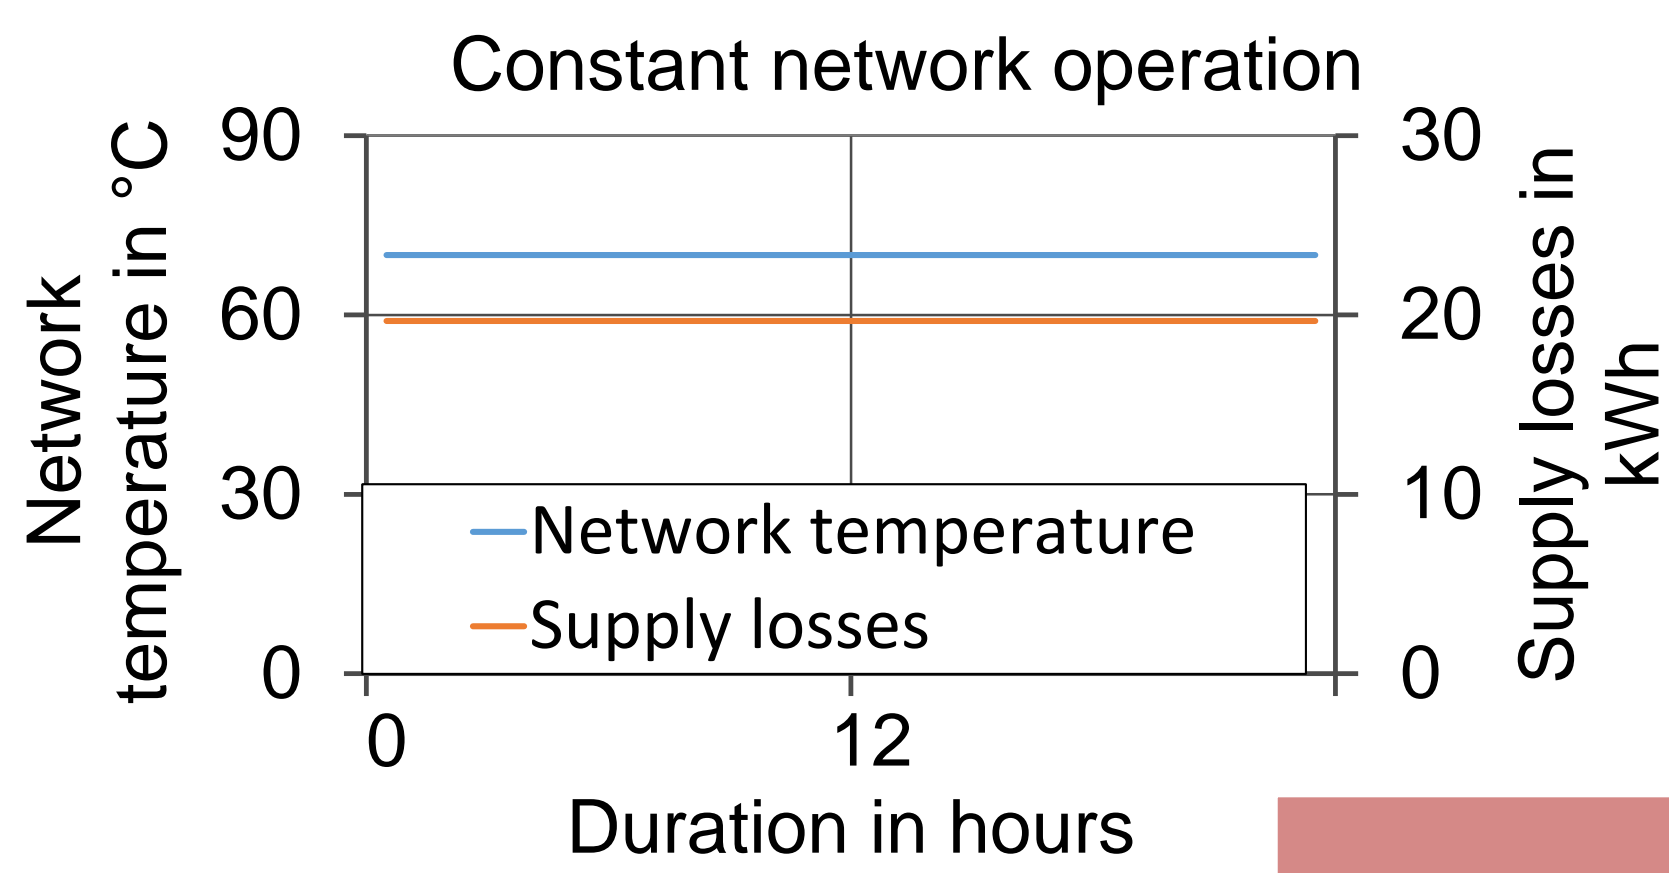 Constant network operation
Network
temperature in °C
90
60
30
0
30
20
10
0
Supply losses in
kWh
Network temperature
Supply losses
0
12
Duration in hours